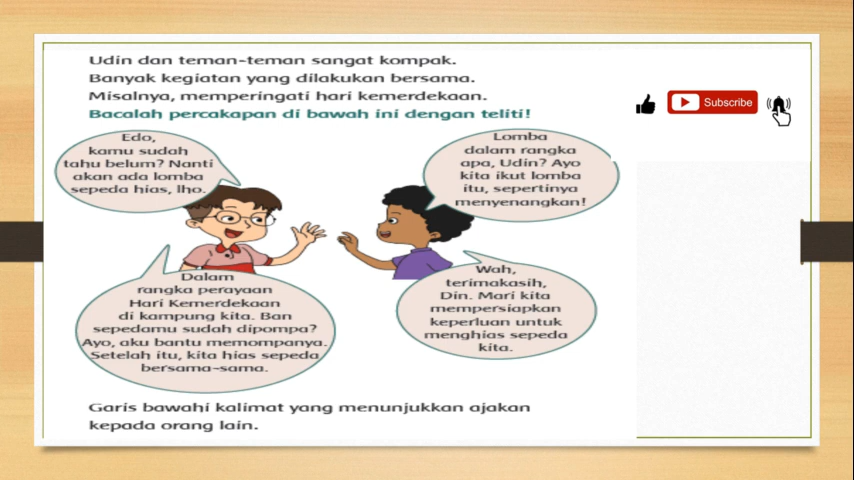 Udin dan teman-teman sangat kompak.
Banyak kegiatan yang dilakukan bersama.
Misalnya, memperingati hari kemerdekaan.
Bacalah percakapan di bawah ini dengan teliti!
Subscribe
Edo,
kamu sudah
tahu belum? Nanti
akan ada lomba
sepeda hias, lho.
Lomba
dalam rangka
apa, Udin? Ayo
kita ikut lomba
itu, sepertinya
menyenangkan!
Dalam
rangka perayaan
Hari Kemerdekaan
di kampung kita. Ban
sepedamu sudah dipompa?
Ayo, aku bantu memompanya.
Setelah itu, kita hias sepeda
bersama-sama.
Wah,
terimakasih,
Din. Mari kita
mempersiapkan
keperluan untuk
menghias sepeda
kita.
Garis bawahi kalimat yang menunjukkan ajakan
kepada orang lain.